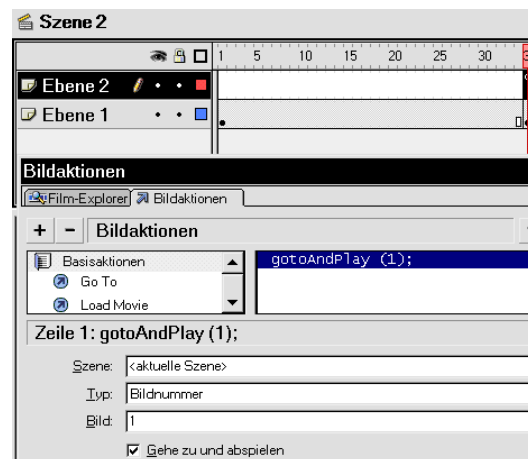 Szene 2
1 5 10 15 20 25 30
Ebene 2
Ebene 1
Bildaktionen
Film-Explorer Bildaktionen
+ - Bildaktionen
Basisaktionen
Go To
Load Movie
gotoAndPlay (1);
Zeile 1: gotoAndPlay (1);
Szene: <aktuelle Szene>
Typ: Bildnummer
Bild: 1
Gehe zu und abspielen